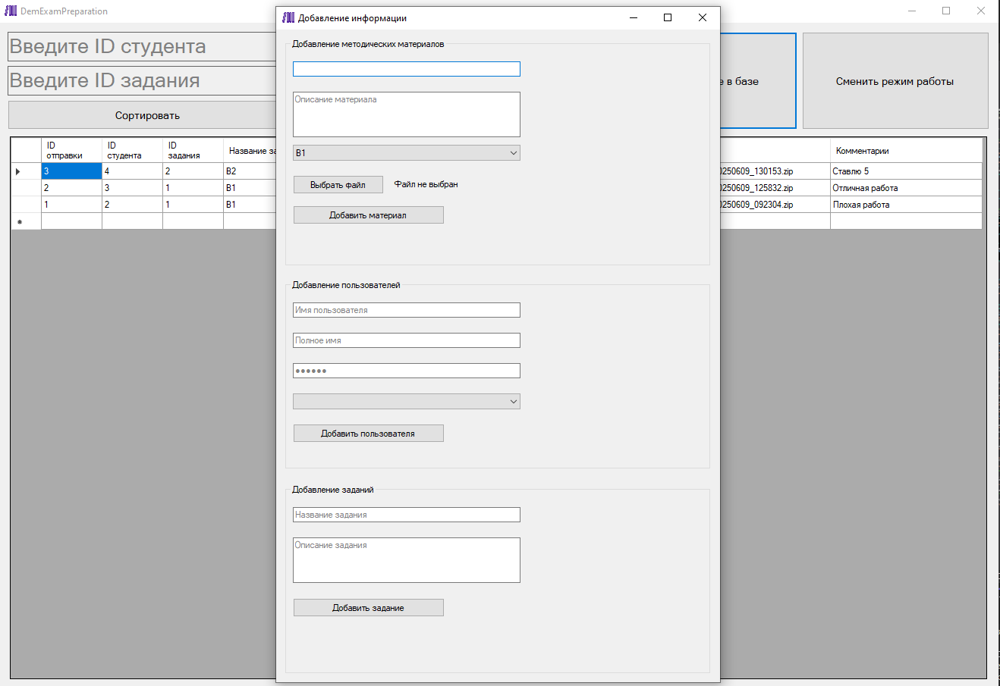 DemExamPreparation
Введите ID студента
Введите ID задания
Сортировать
в базе
Сменить режим работы
ID отправки
ID студента
ID задания
Название
Комментарии
3 4 2 B2 0250609_130153.zip Ставлю 5
2 3 1 B1 0250609_125832.zip Отличная работа
1 2 1 B1 0250609_092304.zip Плохая работа
Добавление информации
Добавление методических материалов
Описание материала
B1
Выбрать файл Файл не выбран
Добавить материал
Добавление пользователей
Имя пользователя
Полное имя
●●●●●●
Добавить пользователя
Добавление заданий
Название задания
Описание задания
Добавить задание